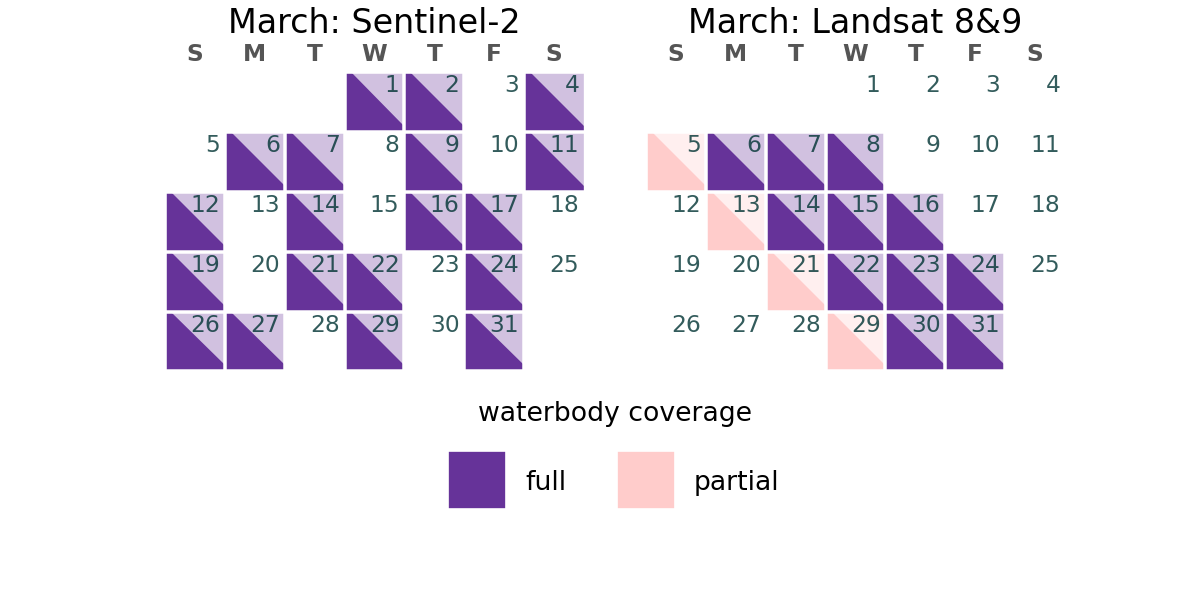 March: Sentinel-2
S M T W T F S
1 2 3 4
5 6 7 8 9 10 11
12 13 14 15 16 17 18
19 20 21 22 23 24 25
26 27 28 29 30 31
March: Landsat 8&9
S M T W T F S
1 2 3 4
5 6 7 8 9 10 11
12 13 14 15 16 17 18
19 20 21 22 23 24 25
26 27 28 29 30 31
waterbody coverage
full partial